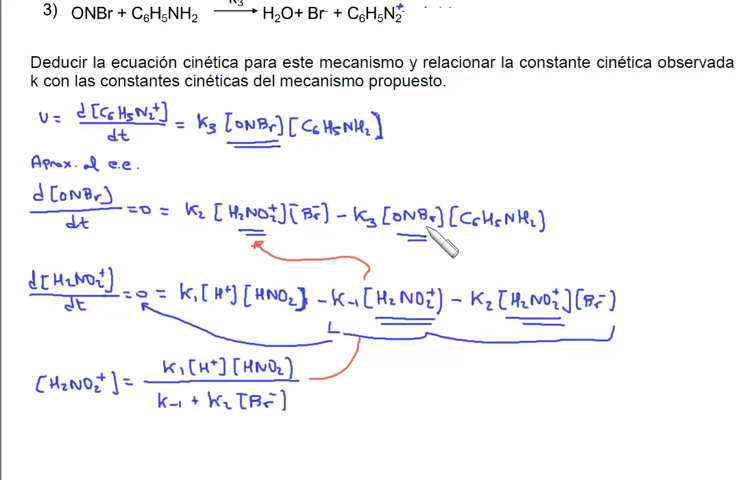 K3
3) ONBr + C6H5NH2 ⟶ H2O+ Br- + C6H5N2+
Deducir la ecuación cinética para este mecanismo y relacionar la constante cinética observada
k con las constantes cinéticas del mecanismo propuesto.
v = d[C6H5N2+]/dt = K3 [ONBr][C6H5NH2]
Aprox. al e.e.
d[ONBr]/dt = 0 = K2 [H2NO2+][Br-] - K3 [ONBr][C6H5NH2]
d[H2NO2+]/dt = 0 = K1[H+][HNO2] - K-1 [H2NO2+] - K2 [H2NO2+][Br-]
[H2NO2+] = K1[H+][HNO2] / K-1 + K2[Br-]